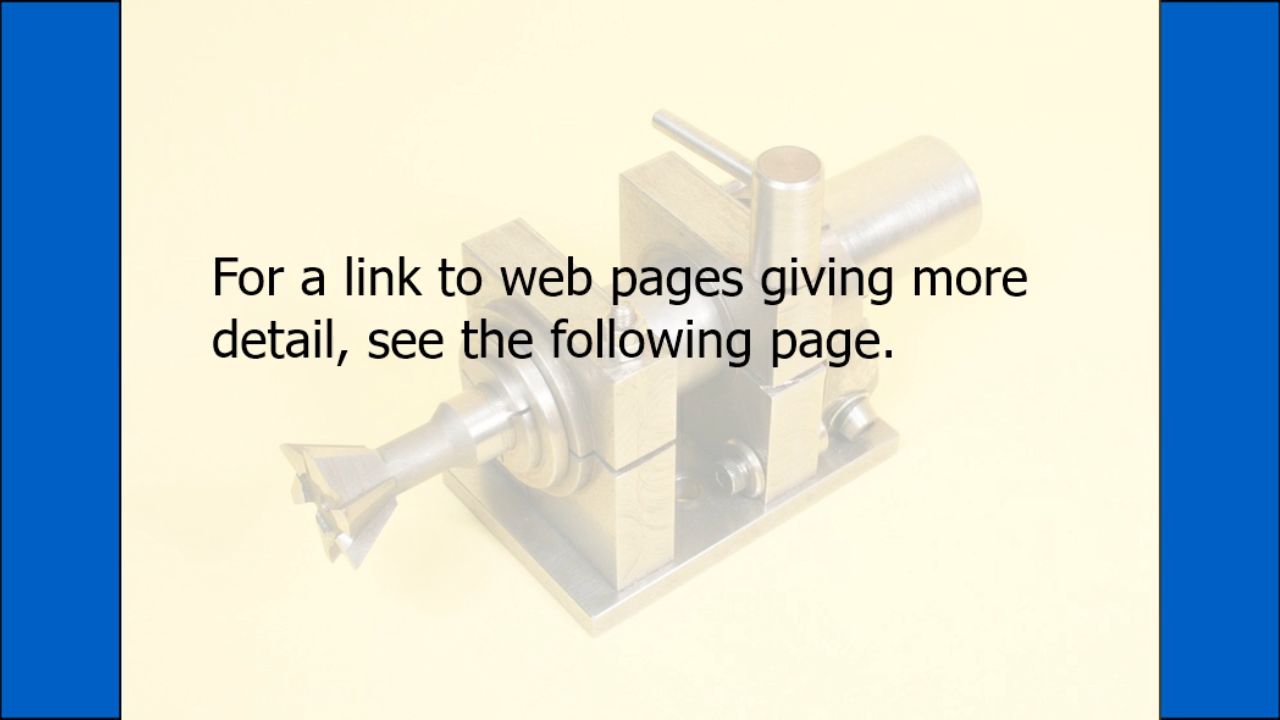 For a link to web pages giving more
detail, see the following page.